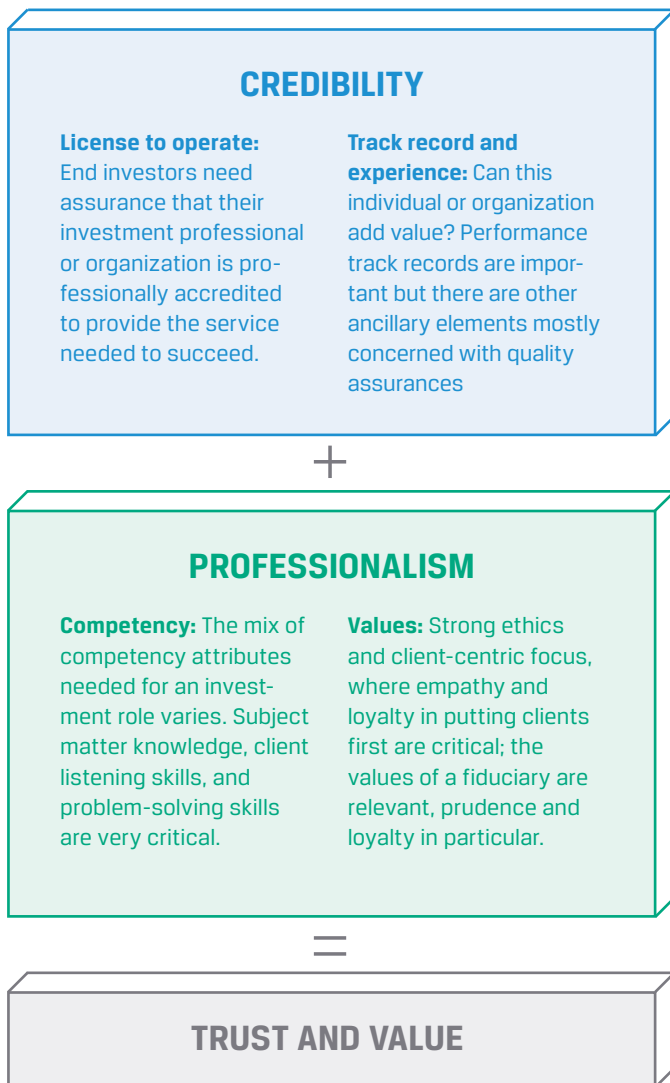 CREDIBILITY
License to operate:
End investors need
assurance that their
investment professional
or organization is pro-
fessionally accredited
to provide the service
needed to succeed.
Track record and
experience: Can this
individual or organization
add value? Performance
track records are impor-
tant but there are other
ancillary elements mostly
concerned with quality
assurances
+
PROFESSIONALISM
Competency: The mix of
competency attributes
needed for an invest-
ment role varies. Subject
matter knowledge, client
listening skills, and
problem-solving skills
are very critical.
Values: Strong ethics
and client-centric focus,
where empathy and
loyalty in putting clients
first are critical; the
values of a fiduciary are
relevant, prudence and
loyalty in particular.
=
TRUST AND VALUE